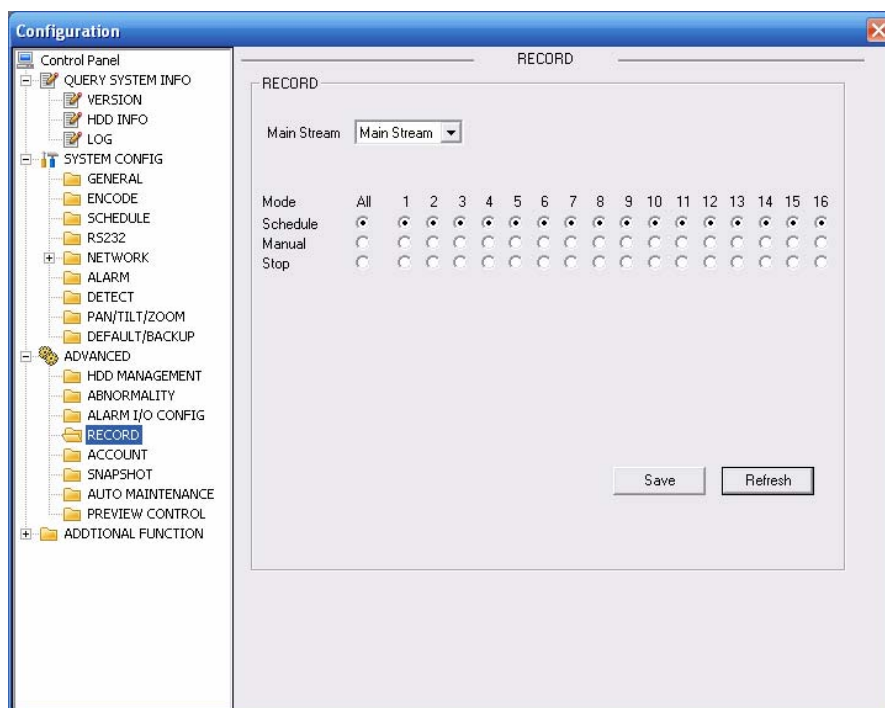 Configuration
Control Panel
QUERY SYSTEM INFO
VERSION
HDD INFO
LOG
SYSTEM CONFIG
GENERAL
ENCODE
SCHEDULE
RS232
NETWORK
ALARM
DETECT
PAN/TILT/ZOOM
DEFAULT/BACKUP
ADVANCED
HDD MANAGEMENT
ABNORMALITY
ALARM I/O CONFIG
RECORD
ACCOUNT
SNAPSHOT
AUTO MAINTENANCE
PREVIEW CONTROL
ADDTIONAL FUNCTION
RECORD
RECORD
Main Stream Main Stream
Mode All 1 2 3 4 5 6 7 8 9 10 11 12 13 14 15 16
Schedule
Manual
Stop
Save Refresh